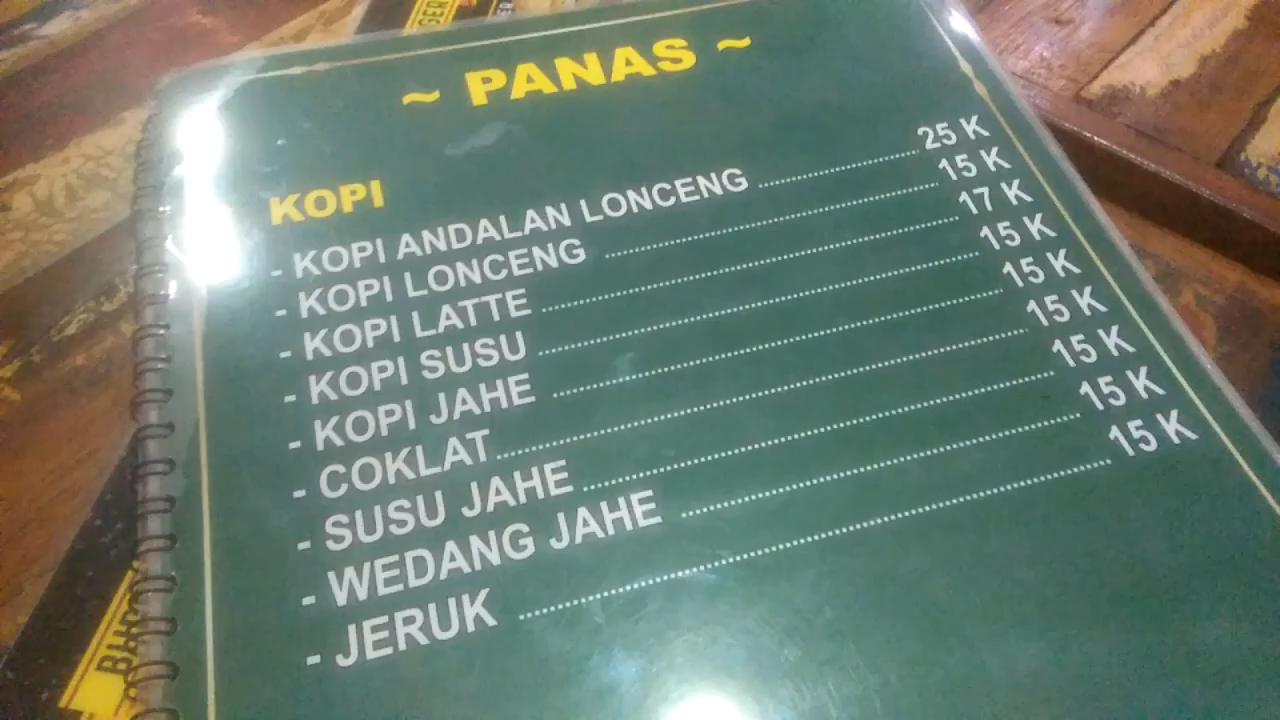 ~ PANAS ~
KOPI
- KOPI ANDALAN LONCENG ........ 25 K
- KOPI LONCENG ........ 15 K
- KOPI LATTE ........ 17 K
- KOPI SUSU ........ 15 K
- KOPI JAHE ........ 15 K
- COKLAT ........ 15 K
- SUSU JAHE ........ 15 K
- WEDANG JAHE ........ 15 K
- JERUK ........ 15 K